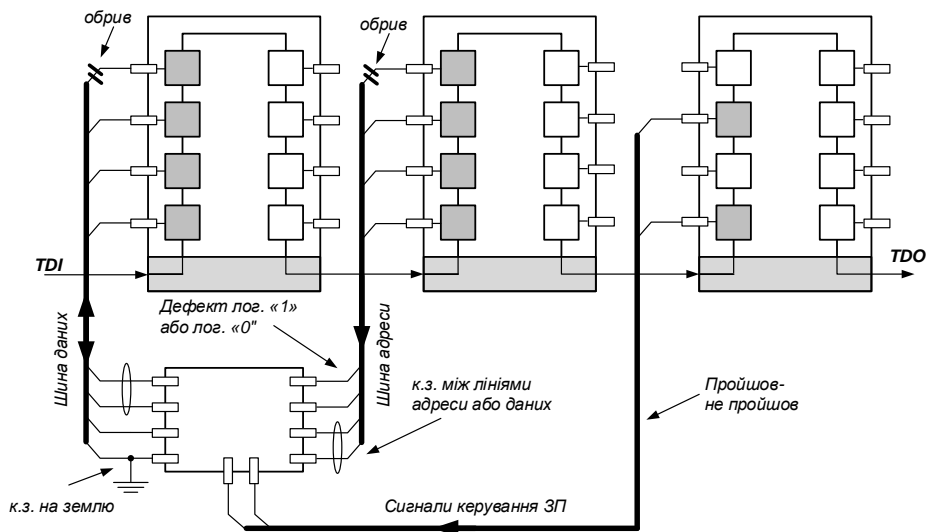 обрив
обрив
TDI
TDO
Дефект лог. «1»
або лог. «0"
Шина даних
Шина адреси
к.з. між лініями
адреси або даних
Пройшов-
не пройшов
к.з. на землю
Сигнали керування ЗП